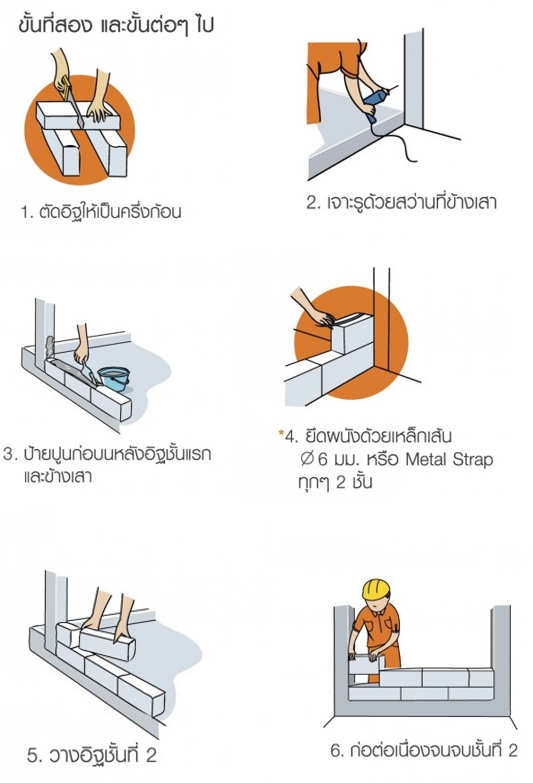 ขั้นที่สอง และขั้นต่อๆ ไป
1. ตัดอิฐให้เป็นครึ่งก้อน
2. เจาะรูด้วยสว่านที่ข้างเสา
3. ป้ายปูนก่อบนหลังอิฐชั้นแรก
และข้างเสา
*4. ยึดผนังด้วยเหล็กเส้น
Ø 6 มม. หรือ Metal Strap
ทุกๆ 2 ชั้น
5. วางอิฐชั้นที่ 2
6. ก่อต่อเนื่องจนจบชั้นที่ 2